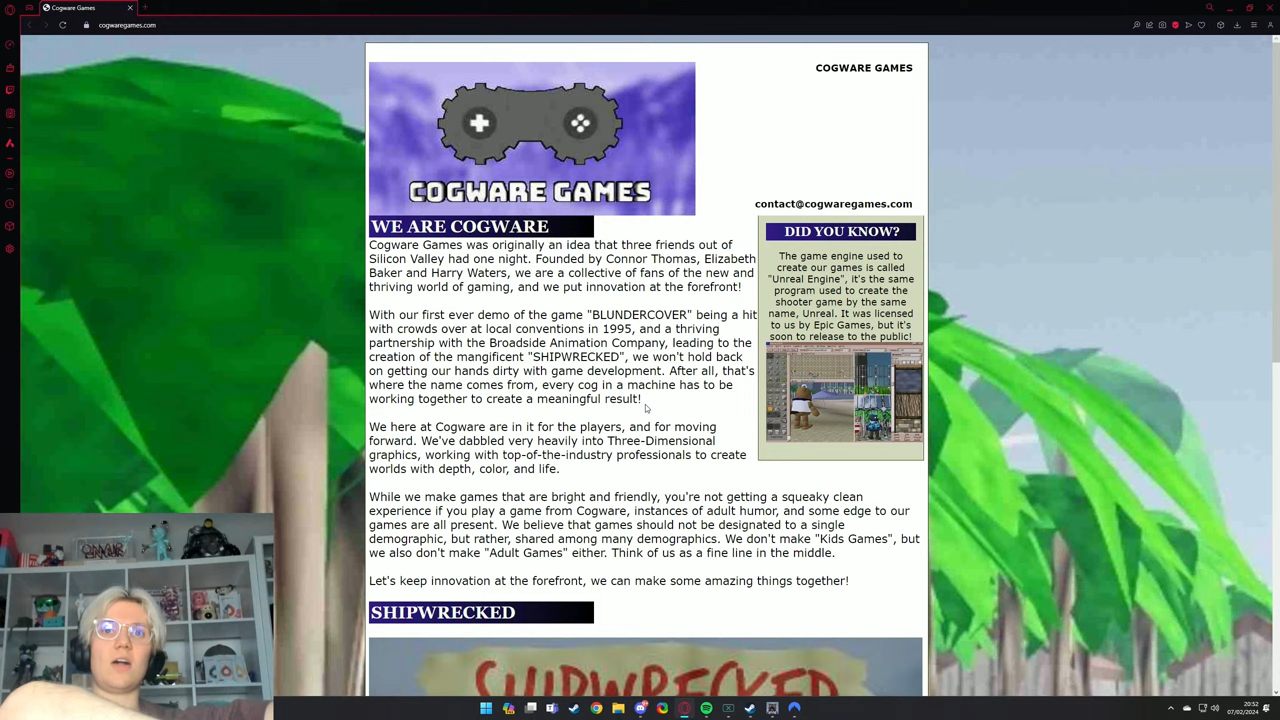 Cogware Games
cogwaregames.com
COGWARE GAMES
COGWARE GAMES
contact@cogwaregames.com
WE ARE COGWARE
Cogware Games was originally an idea that three friends out of
Silicon Valley had one night. Founded by Connor Thomas, Elizabeth
Baker and Harry Waters, we are a collective of fans of the new and
thriving world of gaming, and we put innovation at the forefront!
With our first ever demo of the game "BLUNDERCOVER" being a hit
with crowds over at local conventions in 1995, and a thriving
partnership with the Broadside Animation Company, leading to the
creation of the mangificent "SHIPWRECKED", we won't hold back
on getting our hands dirty with game development. After all, that's
where the name comes from, every cog in a machine has to be
working together to create a meaningful result!
We here at Cogware are in it for the players, and for moving
forward. We've dabbled very heavily into Three-Dimensional
graphics, working with top-of-the-industry professionals to create
worlds with depth, color, and life.
While we make games that are bright and friendly, you're not getting a squeaky clean
experience if you play a game from Cogware, instances of adult humor, and some edge to our
games are all present. We believe that games should not be designated to a single
demographic, but rather, shared among many demographics. We don't make "Kids Games", but
we also don't make "Adult Games" either. Think of us as a fine line in the middle.
Let's keep innovation at the forefront, we can make some amazing things together!
DID YOU KNOW?
The game engine used to
create our games is called
"Unreal Engine", it's the same
program used to create the
shooter game by the same
name, Unreal. It was licensed
to us by Epic Games, but it's
soon to release to the public!
SHIPWRECKED
SHIPWRECKED
20:52
07/02/2024